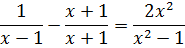 1/(x − 1) − (x + 1)/(x + 1) = 2x²/(x² − 1)